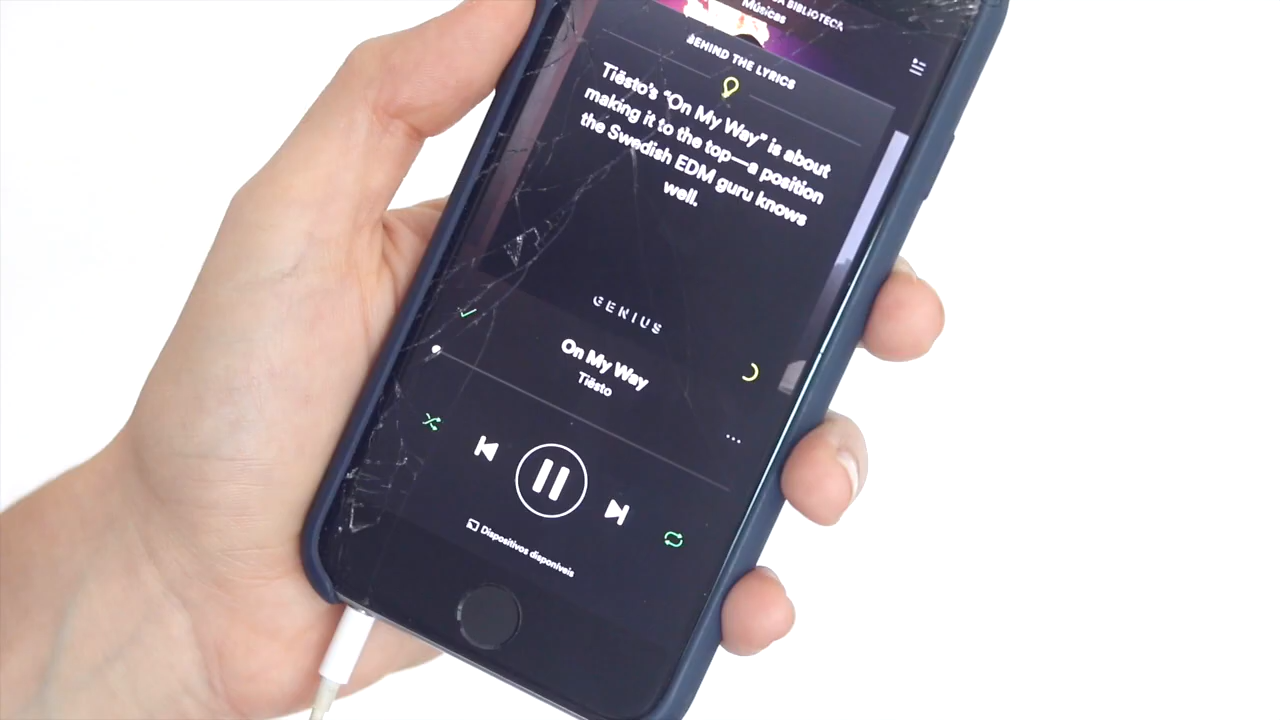 BIBLIOTECA
Músicas
BEHIND THE LYRICS
Tiësto's “On My Way” is about
making it to the top—a position
the Swedish EDM guru knows
well.
GENIUS
On My Way
Tiësto
Dispositivos disponíveis